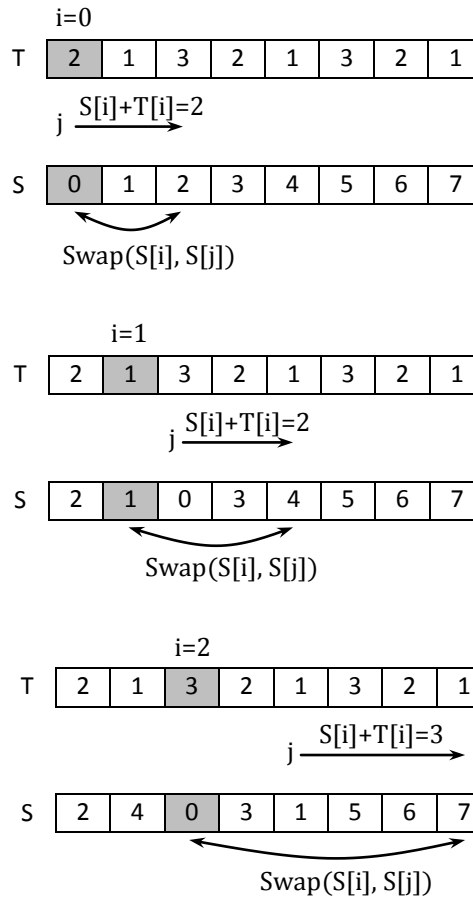 i=0
T 2 1 3 2 1 3 2 1
j S[i]+T[i]=2
S 0 1 2 3 4 5 6 7
Swap(S[i], S[j])
i=1
T 2 1 3 2 1 3 2 1
j S[i]+T[i]=2
S 2 1 0 3 4 5 6 7
Swap(S[i], S[j])
i=2
T 2 1 3 2 1 3 2 1
j S[i]+T[i]=3
S 2 4 0 3 1 5 6 7
Swap(S[i], S[j])